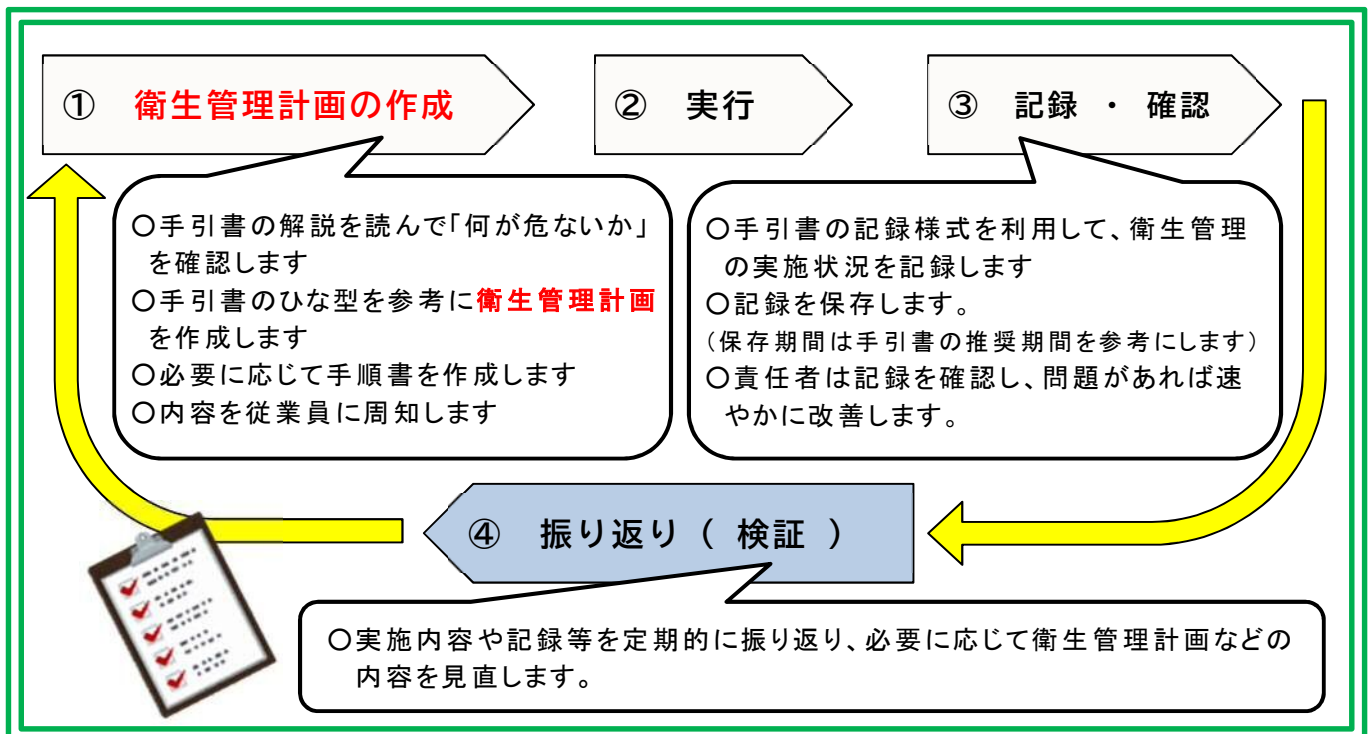 ① 衛生管理計画の作成
② 実行
③ 記録 ・ 確認
〇手引書の解説を読んで「何が危ないか」
を確認します
〇手引書のひな型を参考に衛生管理計画
を作成します
〇必要に応じて手順書を作成します
〇内容を従業員に周知します
〇手引書の記録様式を利用して、衛生管理
の実施状況を記録します
〇記録を保存します。
(保存期間は手引書の推奨期間を参考にします)
〇責任者は記録を確認し、問題があれば速
やかに改善します。
④ 振り返り ( 検証 )
〇実施内容や記録等を定期的に振り返り、必要に応じて衛生管理計画などの
内容を見直します。